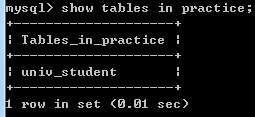 mysql> show tables in practice;
+--------------------+
| Tables_in_practice |
+--------------------+
| univ_student       |
+--------------------+
1 row in set (0.01 sec)